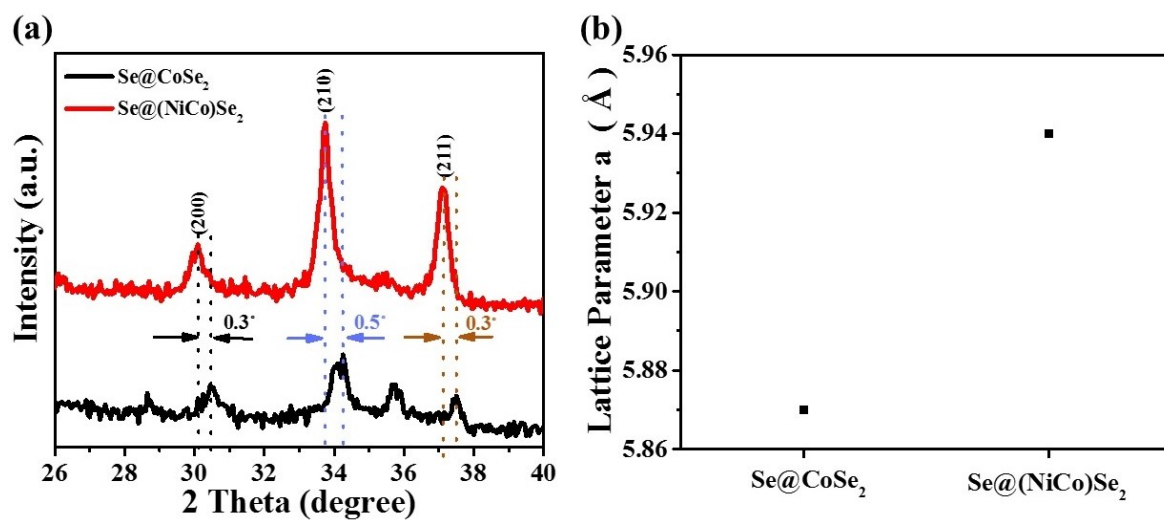 (a)
Intensity (a.u.)
Se@CoSe₂
Se@(NiCo)Se₂
(200)
(210)
(211)
0.3°
0.5°
0.3°
26 28 30 32 34 36 38 40
2 Theta (degree)
(b)
Lattice Parameter a ( Å)
5.96
5.94
5.92
5.90
5.88
5.86
Se@CoSe₂ Se@(NiCo)Se₂